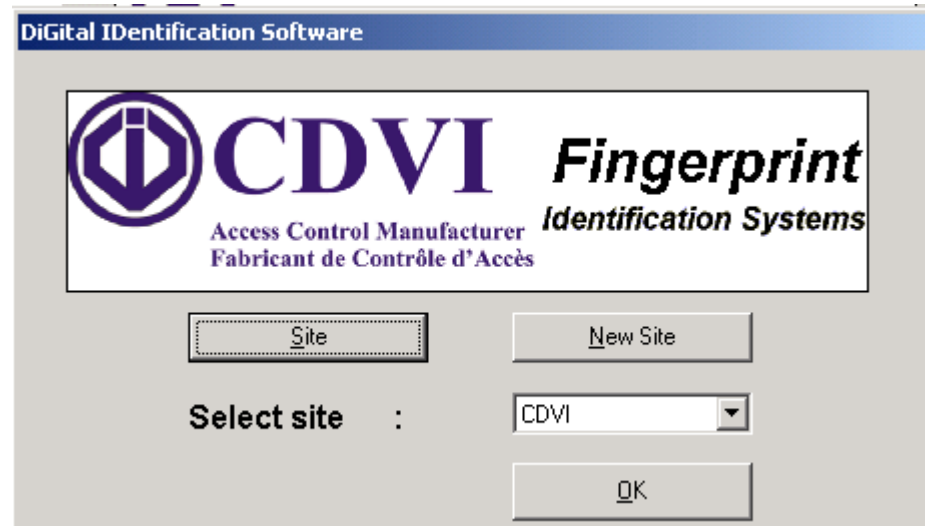 DiGital IDentification Software
CDVI
Fingerprint
Identification Systems
Access Control Manufacturer
Fabricant de Contrôle d'Accès
Site
New Site
Select site :
CDVI
OK